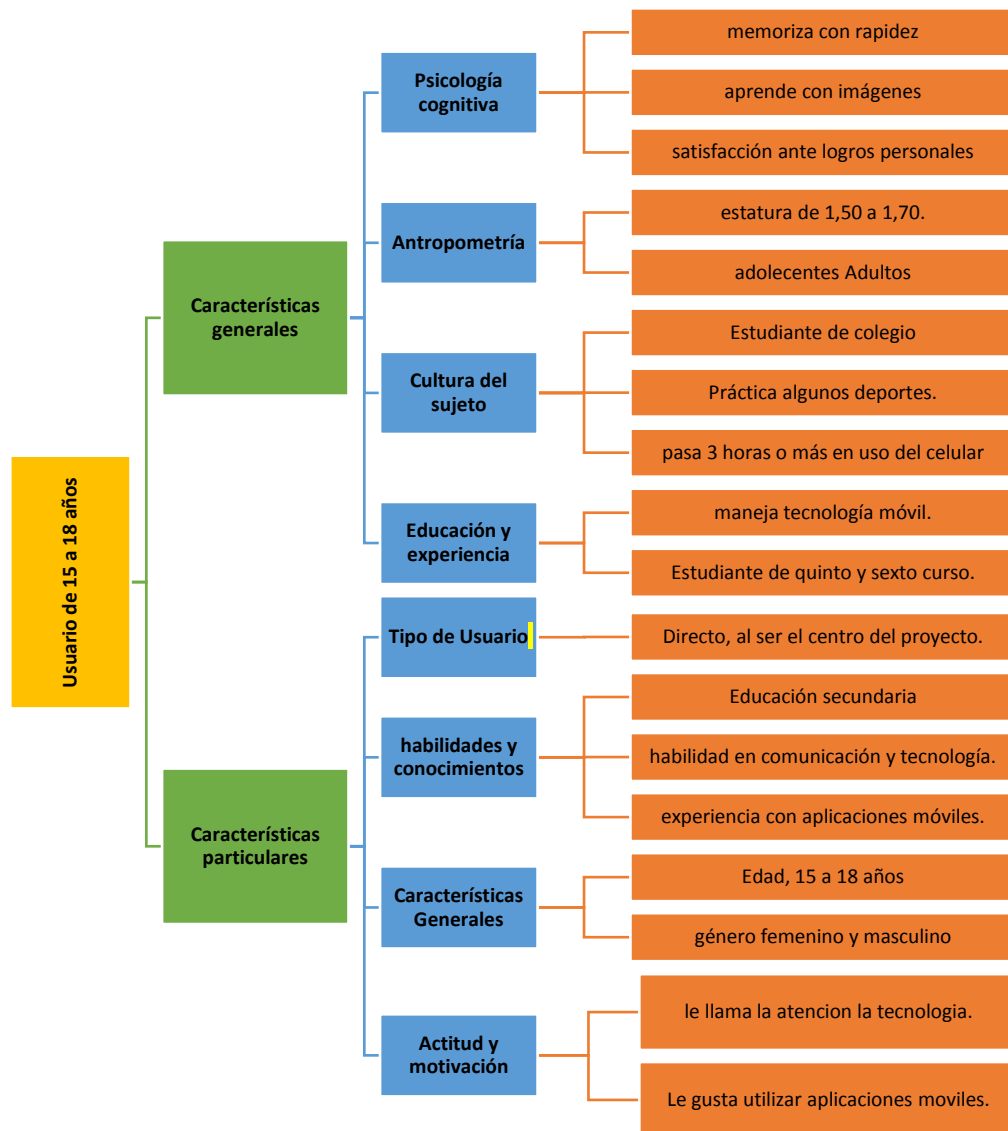 Usuario de 15 a 18 años
Características
generales
Psicología
cognitiva
memoriza con rapidez
aprende con imágenes
satisfacción ante logros personales
Antropometría
estatura de 1,50 a 1,70.
adolecentes Adultos
Cultura del
sujeto
Estudiante de colegio
Práctica algunos deportes.
pasa 3 horas o más en uso del celular
Educación y
experiencia
maneja tecnología móvil.
Estudiante de quinto y sexto curso.
Características
particulares
Tipo de Usuario
Directo, al ser el centro del proyecto.
habilidades y
conocimientos
Educación secundaria
habilidad en comunicación y tecnología.
experiencia con aplicaciones móviles.
Características
Generales
Edad, 15 a 18 años
género femenino y masculino
Actitud y
motivación
le llama la atencion la tecnologia.
Le gusta utilizar aplicaciones moviles.